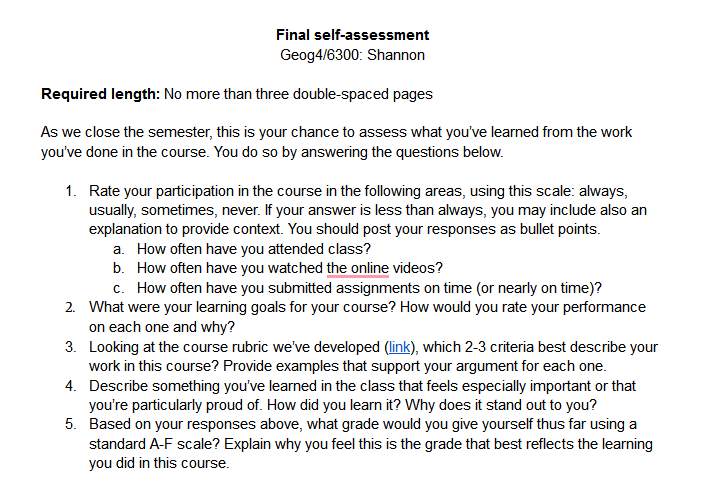 Final self-assessment
Geog4/6300: Shannon
Required length: No more than three double-spaced pages
As we close the semester, this is your chance to assess what you've learned from the work
you've done in the course. You do so by answering the questions below.
1. Rate your participation in the course in the following areas, using this scale: always,
usually, sometimes, never. If your answer is less than always, you may include also an
explanation to provide context. You should post your responses as bullet points.
a. How often have you attended class?
b. How often have you watched the online videos?
c. How often have you submitted assignments on time (or nearly on time)?
2. What were your learning goals for your course? How would you rate your performance
on each one and why?
3. Looking at the course rubric we've developed (link), which 2-3 criteria best describe your
work in this course? Provide examples that support your argument for each one.
4. Describe something you've learned in the class that feels especially important or that
you're particularly proud of. How did you learn it? Why does it stand out to you?
5. Based on your responses above, what grade would you give yourself thus far using a
standard A-F scale? Explain why you feel this is the grade that best reflects the learning
you did in this course.